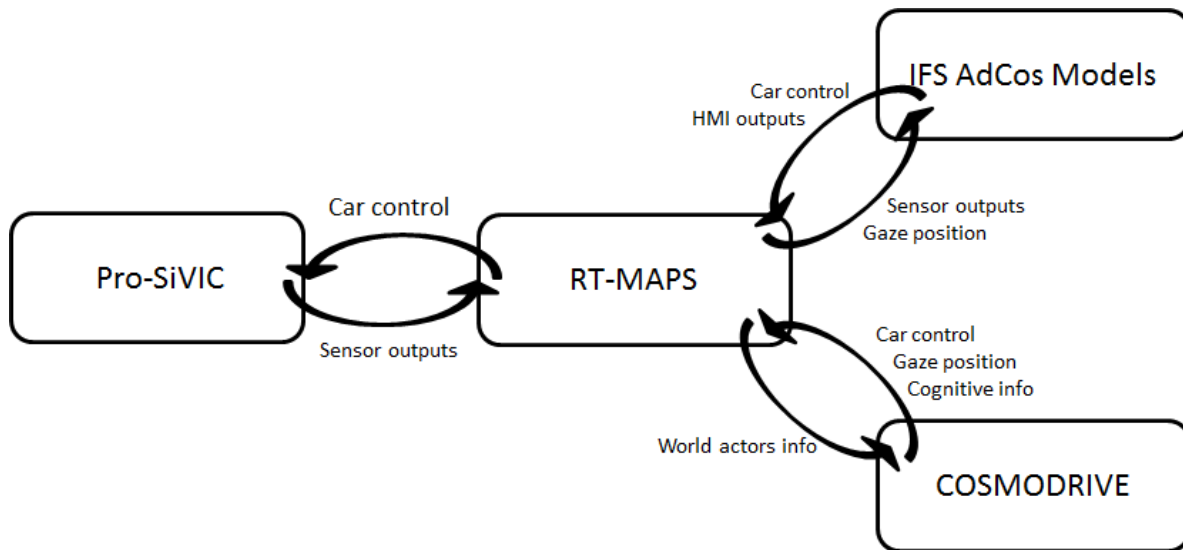 IFS AdCos Models
Car control
HMI outputs
Sensor outputs
Gaze position
Car control
Pro-SiVIC
RT-MAPS
Sensor outputs
Car control
Gaze position
Cognitive info
World actors info
COSMODRIVE